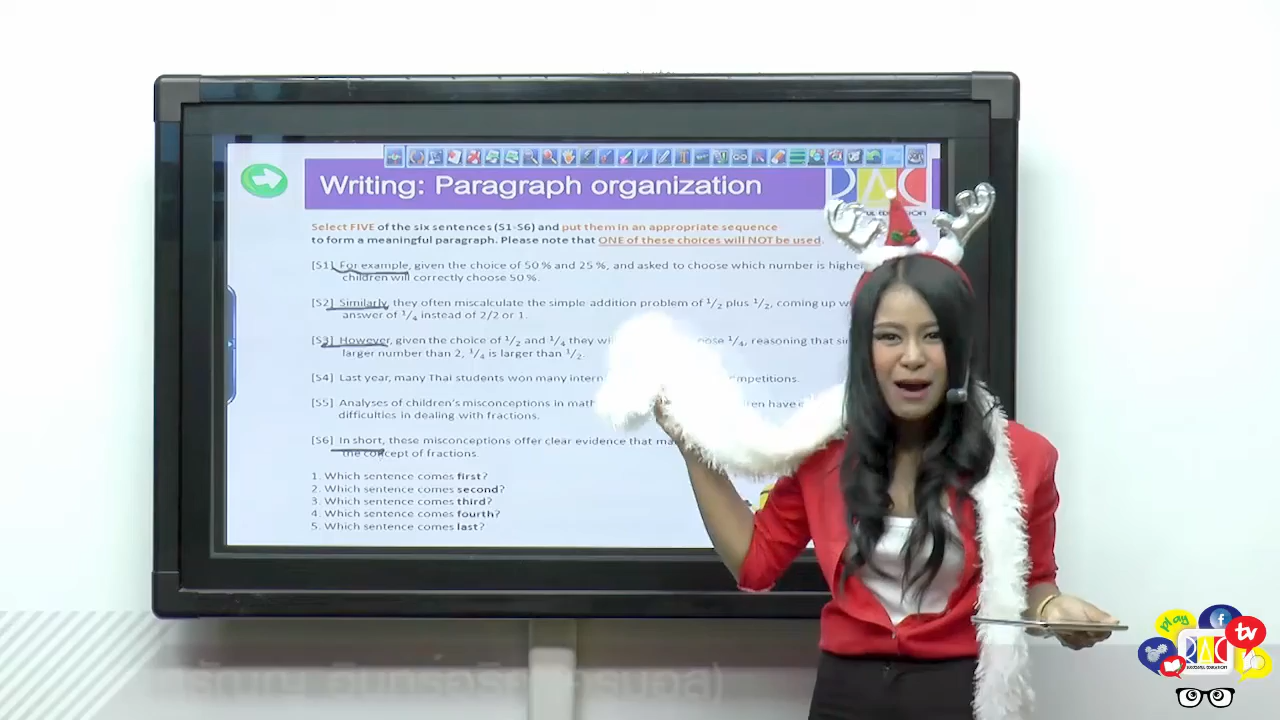 Writing: Paragraph organization
Select FIVE of the six sentences (S1-S6) and put them in an appropriate sequence
to form a meaningful paragraph. Please note that ONE of these choices will NOT be used.
[S1] For example, given the choice of 50 % and 25 %, and asked to choose which number is higher
children will correctly choose 50 %.
[S2] Similarly, they often miscalculate the simple addition problem of 1/2 plus 1/2, coming up
answer of 1/4 instead of 2/2 or 1.
[S3] However, given the choice of 1/2 and 1/4 they 1/4, reasoning that
larger number than 2, 1/4 is larger than 1/2.
[S4] Last year, many Thai students won many
[S5] Analyses of children's misconceptions in have
difficulties in dealing with fractions.
[S6] In short, these misconceptions offer clear evidence that
the concept of fractions.
1. Which sentence comes first?
2. Which sentence comes second?
3. Which sentence comes third?
4. Which sentence comes fourth?
5. Which sentence comes last?
play
f
tv